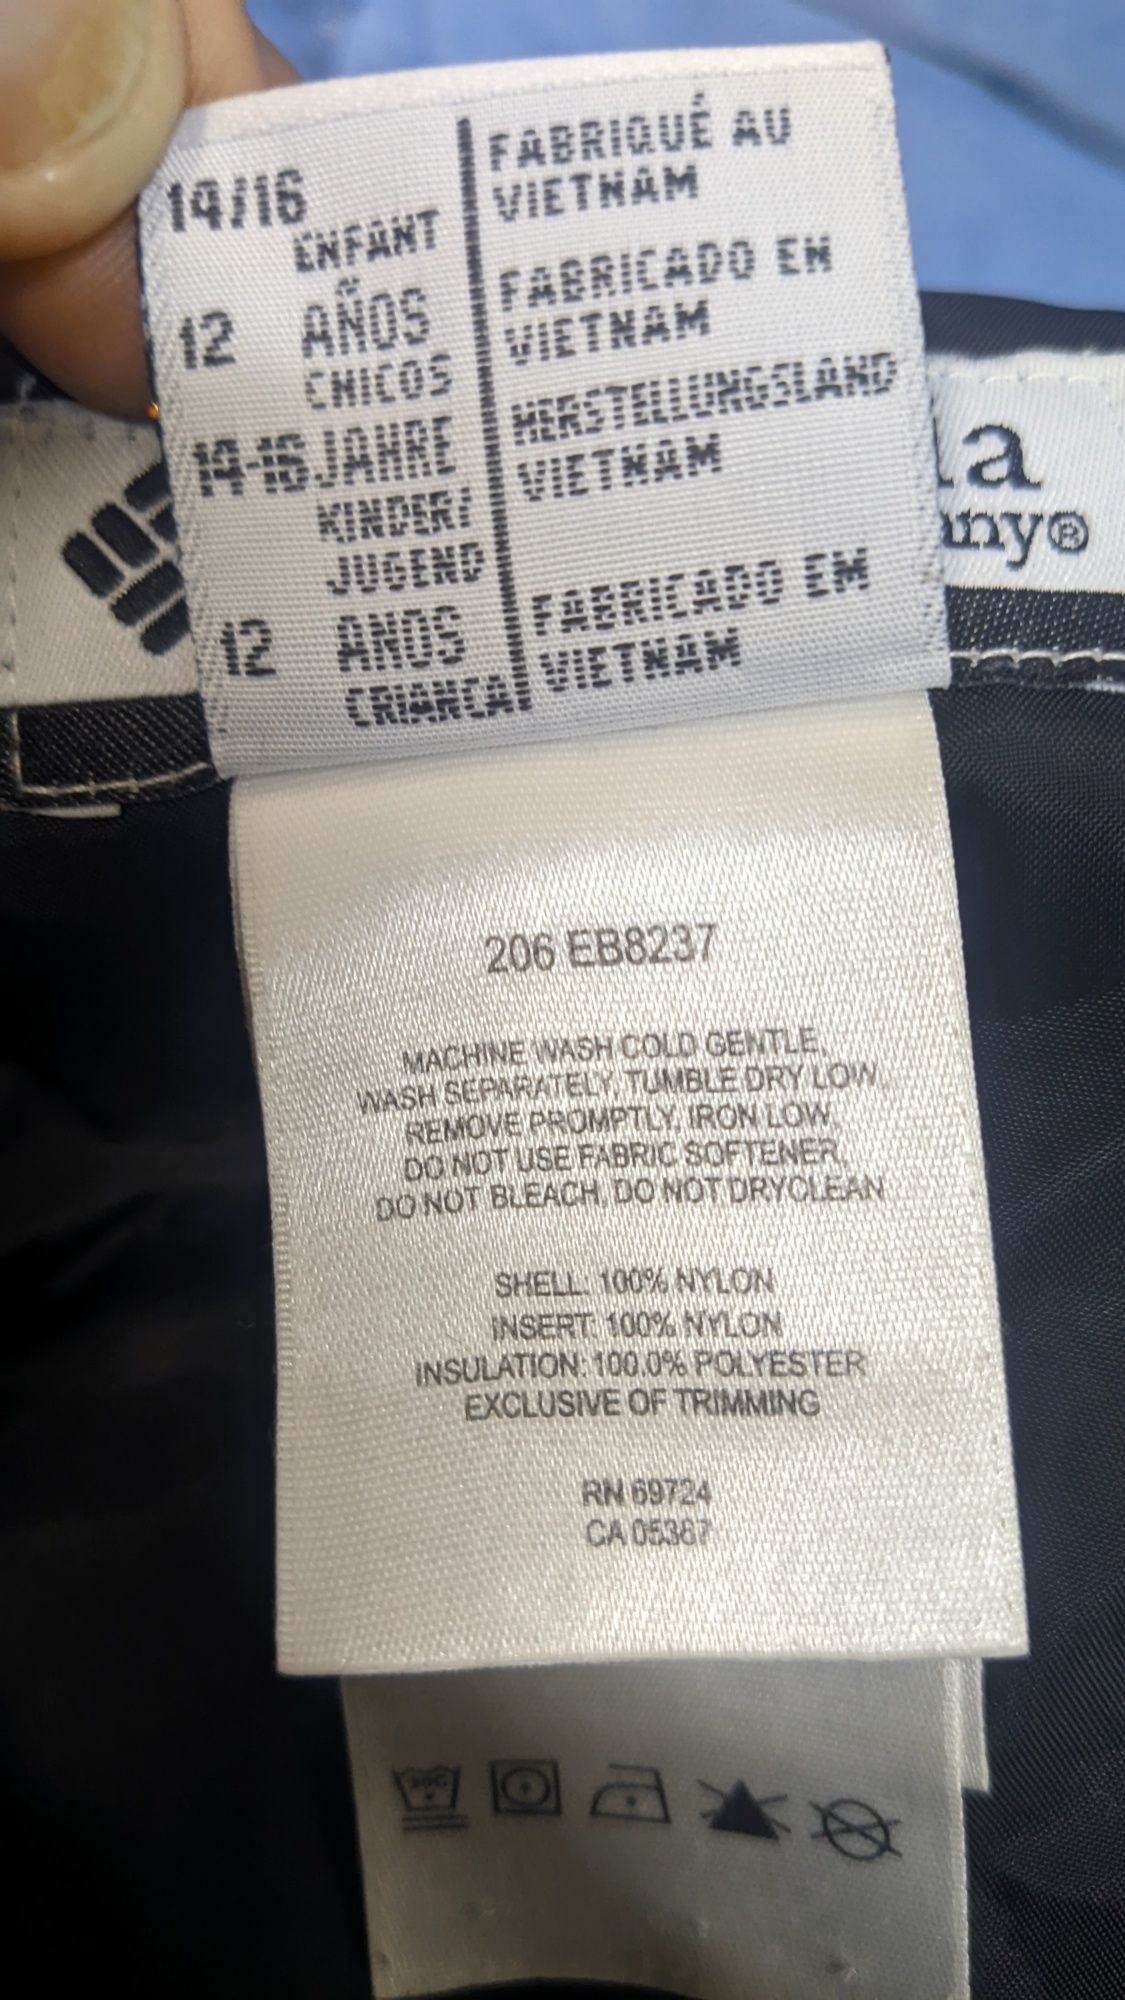 14/16
ENFANT
12 AÑOS
CHICOS
14-16 JAHRE
KINDER/
JUGEND
12 ANOS
CRIANCA/
FABRIQUÉ AU
VIETNAM
FABRICADO EN
VIETNAM
HERSTELLUNGSLAND
VIETNAM
FABRICADO EM
VIETNAM
206 EB8237
MACHINE WASH COLD GENTLE,
WASH SEPARATELY, TUMBLE DRY LOW,
REMOVE PROMPTLY, IRON LOW,
DO NOT USE FABRIC SOFTENER,
DO NOT BLEACH, DO NOT DRYCLEAN
SHELL: 100% NYLON
INSERT: 100% NYLON
INSULATION: 100.0% POLYESTER
EXCLUSIVE OF TRIMMING
RN 69724
CA 05367
30C